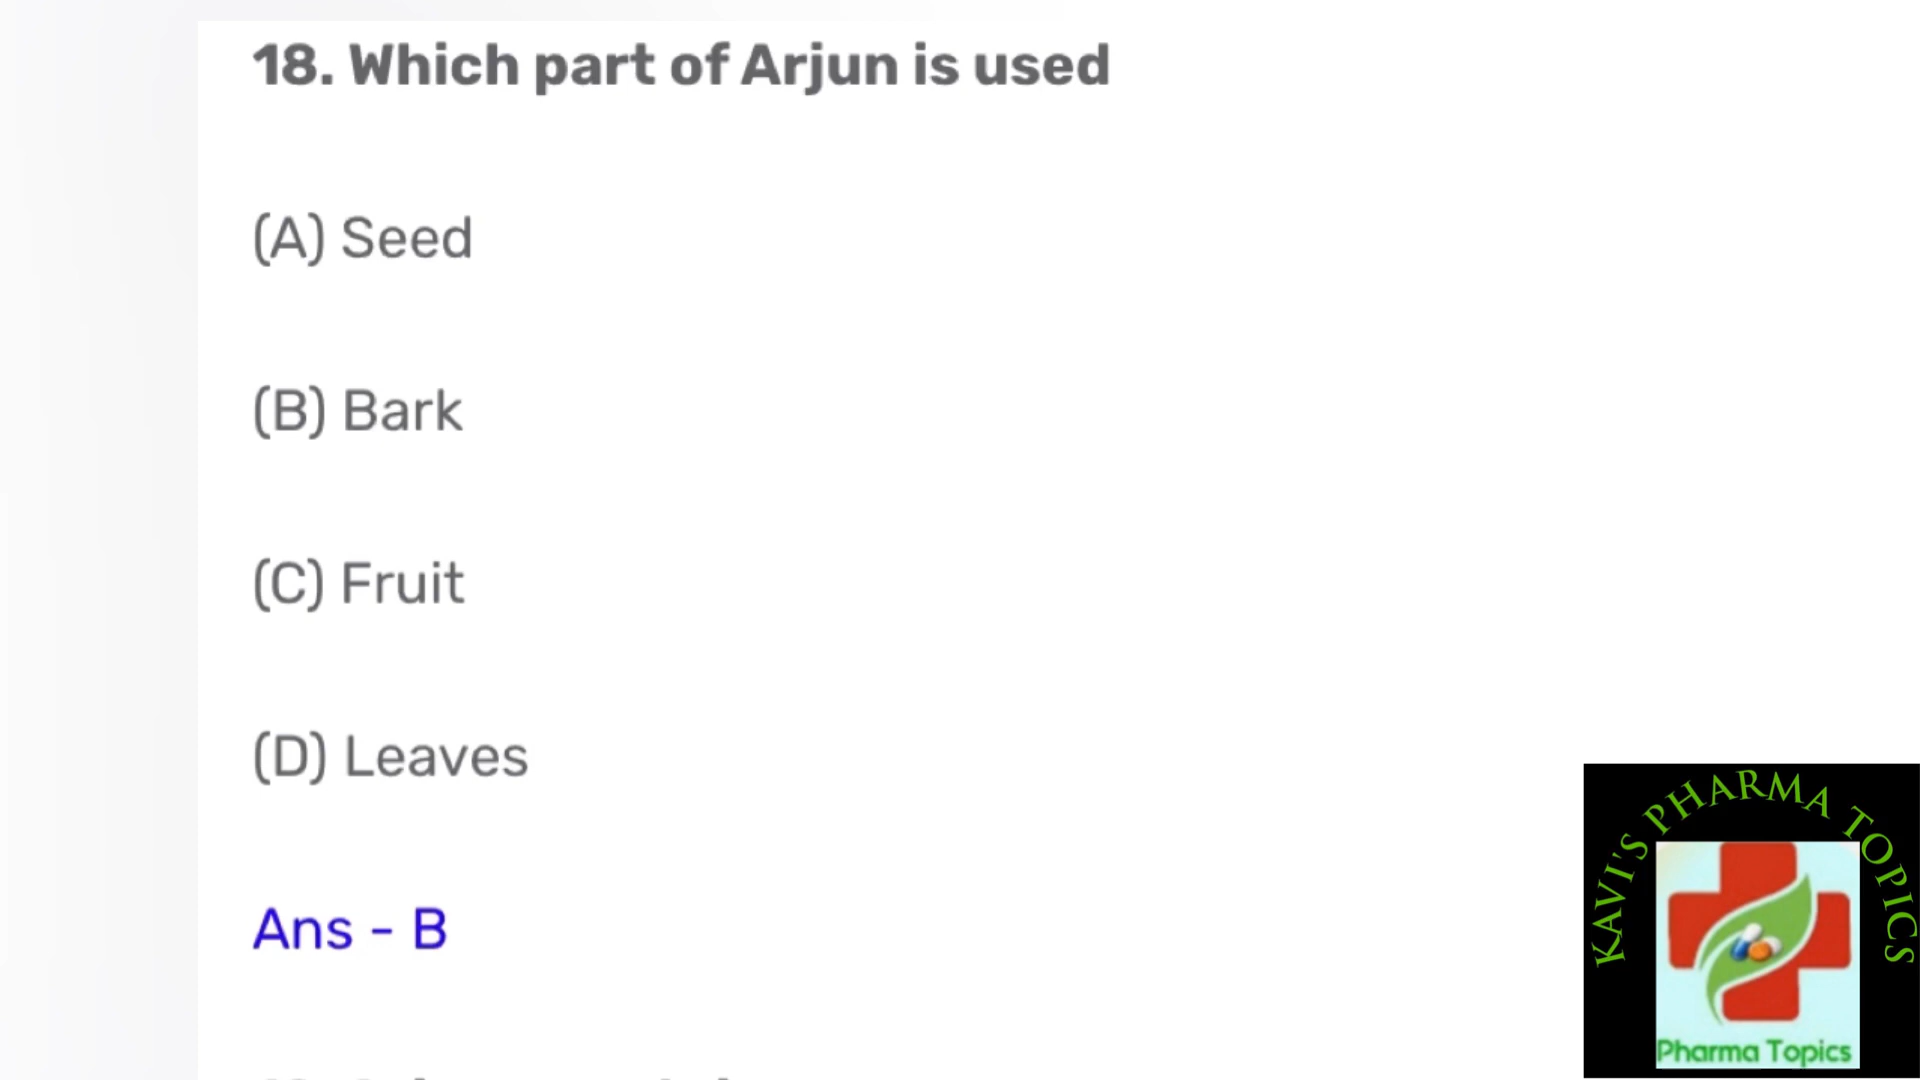 18. Which part of Arjun is used
(A) Seed
(B) Bark
(C) Fruit
(D) Leaves
Ans - B
KAVI'S PHARMA TOPICS
Pharma Topics